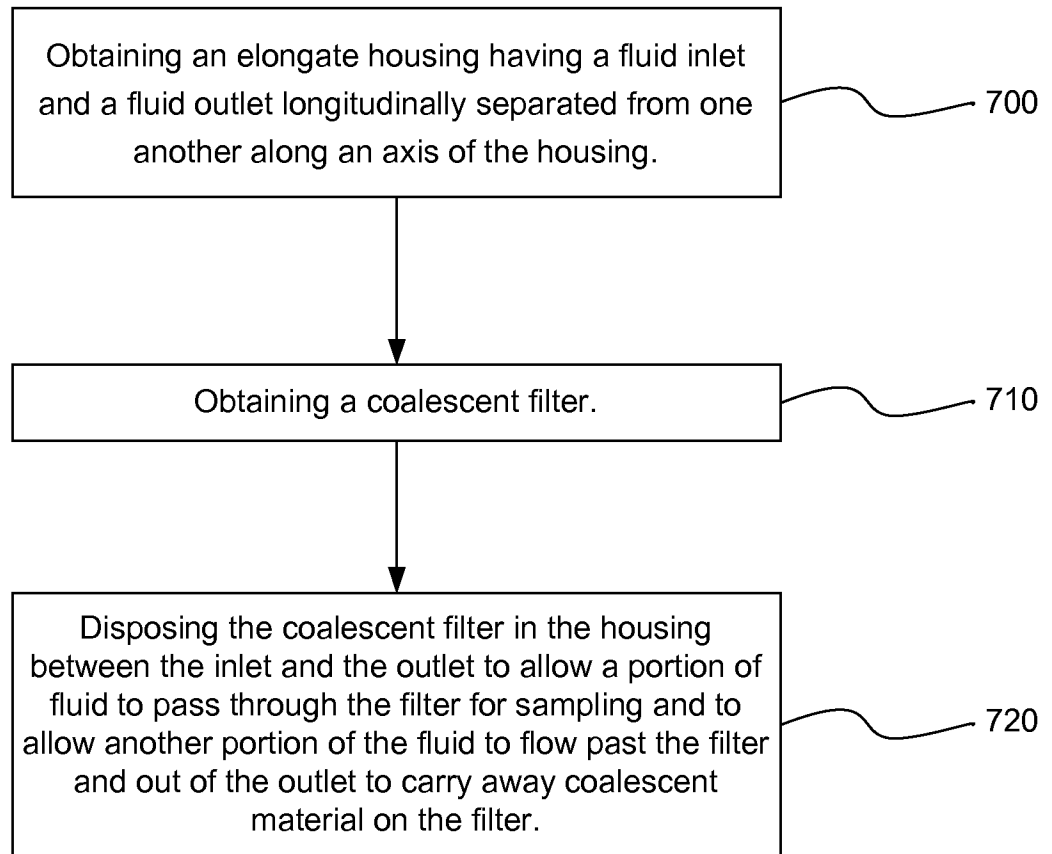 Obtaining an elongate housing having a fluid inlet
and a fluid outlet longitudinally separated from one
another along an axis of the housing.
700
Obtaining a coalescent filter.
710
Disposing the coalescent filter in the housing
between the inlet and the outlet to allow a portion of
fluid to pass through the filter for sampling and to
allow another portion of the fluid to flow past the filter
and out of the outlet to carry away coalescent
material on the filter.
720